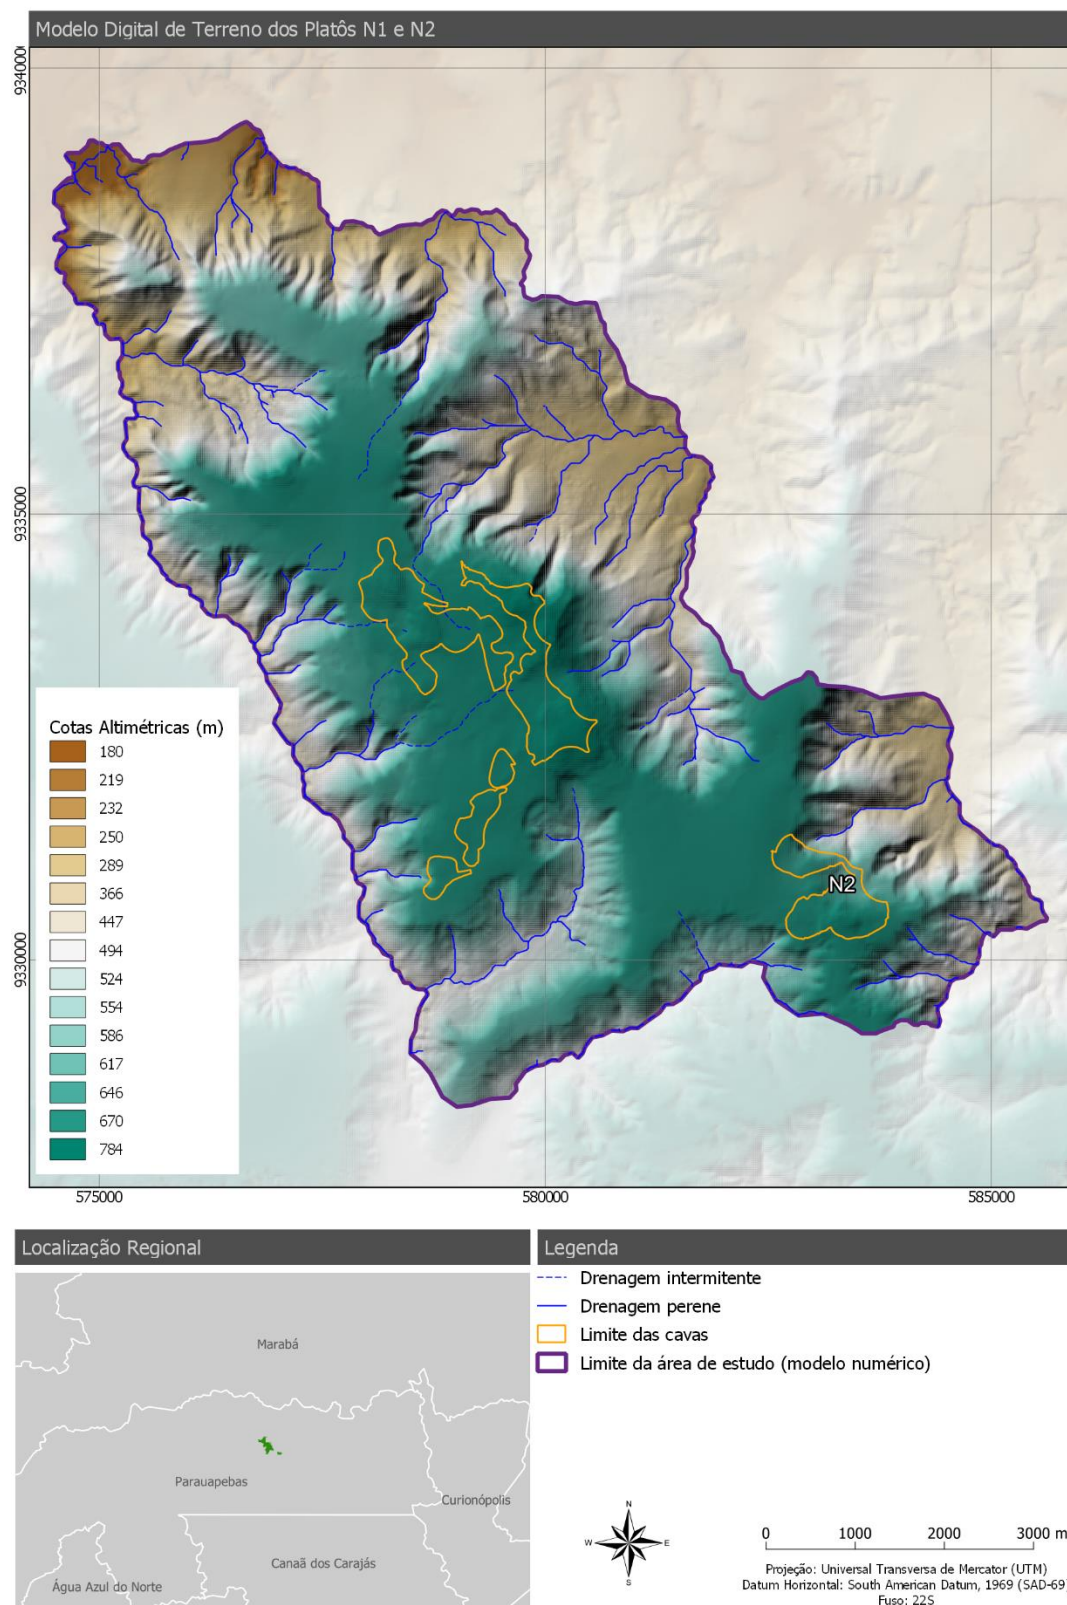 Modelo Digital de Terreno dos Platôs N1 e N2
934000
9335000
9330000
N2
Cotas Altimétricas (m)
180
219
232
250
289
366
447
494
524
554
586
617
646
670
784
575000
580000
585000
Localização Regional
Marabá
Parauapebas
Curionópolis
Canaã dos Carajás
Água Azul do Norte
Legenda
Drenagem intermitente
Drenagem perene
Limite das cavas
Limite da área de estudo (modelo numérico)
N
W
E
S
0 1000 2000 3000 m
Projeção: Universal Transversa de Mercator (UTM)
Datum Horizontal: South American Datum, 1969 (SAD-69)
Fuso: 22S